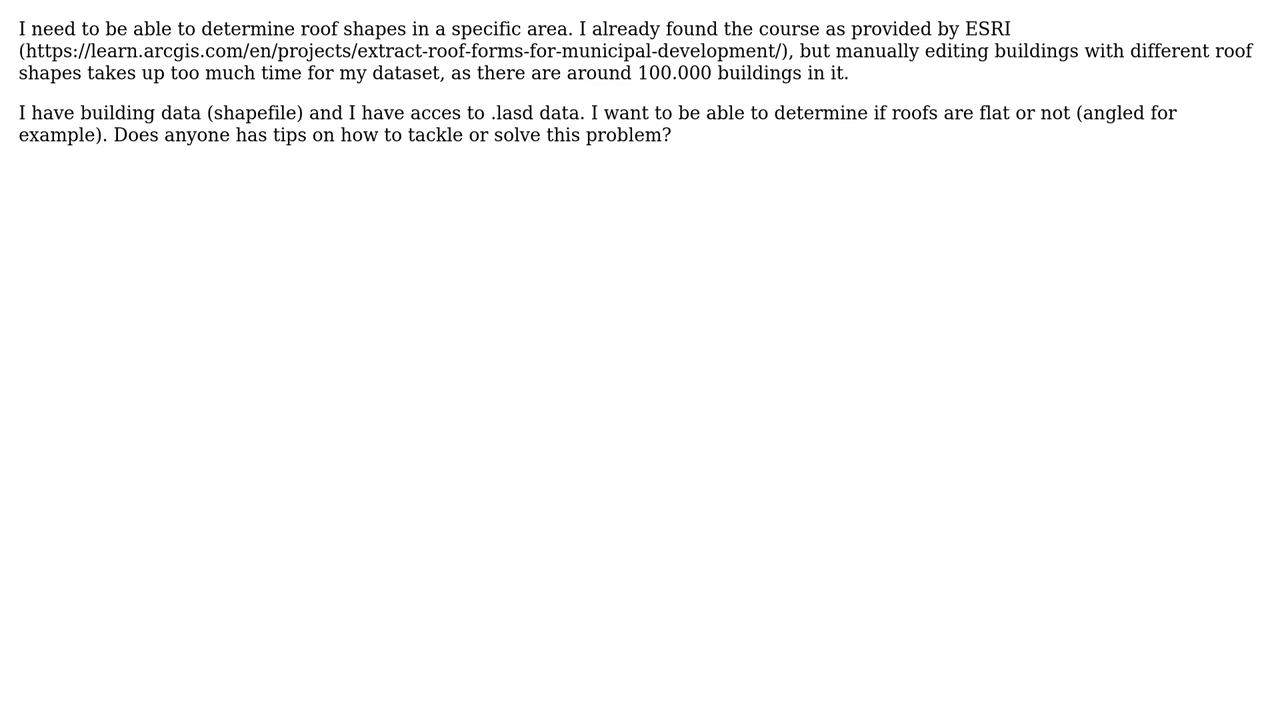 I need to be able to determine roof shapes in a specific area. I already found the course as provided by ESRI
(https://learn.arcgis.com/en/projects/extract-roof-forms-for-municipal-development/), but manually editing buildings with different roof
shapes takes up too much time for my dataset, as there are around 100.000 buildings in it.
I have building data (shapefile) and I have acces to .lasd data. I want to be able to determine if roofs are flat or not (angled for
example). Does anyone has tips on how to tackle or solve this problem?